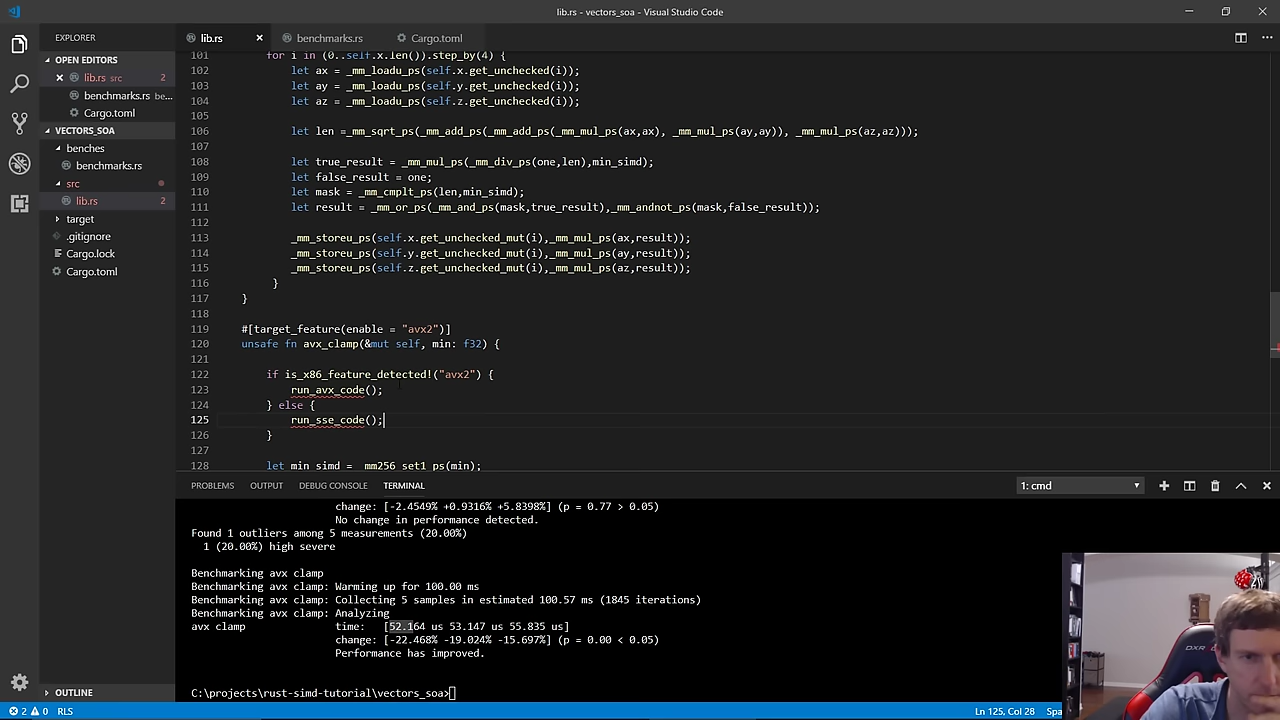 lib.rs - vectors_soa - Visual Studio Code
EXPLORER
OPEN EDITORS
lib.rs src 2
benchmarks.rs be...
Cargo.toml
VECTORS_SOA
benches
benchmarks.rs
src
lib.rs 2
target
.gitignore
Cargo.lock
Cargo.toml
OUTLINE
lib.rs benchmarks.rs Cargo.toml
101 for i in (0..self.x.len()).step_by(4) {
102 let ax = _mm_loadu_ps(self.x.get_unchecked(i));
103 let ay = _mm_loadu_ps(self.y.get_unchecked(i));
104 let az = _mm_loadu_ps(self.z.get_unchecked(i));
105
106 let len =_mm_sqrt_ps(_mm_add_ps(_mm_add_ps(_mm_mul_ps(ax,ax), _mm_mul_ps(ay,ay)), _mm_mul_ps(az,az)));
107
108 let true_result = _mm_mul_ps(_mm_div_ps(one,len),min_simd);
109 let false_result = one;
110 let mask = _mm_cmplt_ps(len,min_simd);
111 let result = _mm_or_ps(_mm_and_ps(mask,true_result),_mm_andnot_ps(mask,false_result));
112
113 _mm_storeu_ps(self.x.get_unchecked_mut(i),_mm_mul_ps(ax,result));
114 _mm_storeu_ps(self.y.get_unchecked_mut(i),_mm_mul_ps(ay,result));
115 _mm_storeu_ps(self.z.get_unchecked_mut(i),_mm_mul_ps(az,result));
116 }
117 }
118
119 #[target_feature(enable = "avx2")]
120 unsafe fn avx_clamp(&mut self, min: f32) {
121
122 if is_x86_feature_detected!("avx2") {
123 run_avx_code();
124 } else {
125 run_sse_code();
126 }
127
128 let min_simd = _mm256_set1_ps(min);
PROBLEMS OUTPUT DEBUG CONSOLE TERMINAL 1: cmd
change: [-2.4549% +0.9316% +5.8398%] (p = 0.77 > 0.05)
No change in performance detected.
Found 1 outliers among 5 measurements (20.00%)
1 (20.00%) high severe
Benchmarking avx clamp
Benchmarking avx clamp: Warming up for 100.00 ms
Benchmarking avx clamp: Collecting 5 samples in estimated 100.57 ms (1845 iterations)
Benchmarking avx clamp: Analyzing
avx clamp time: [52.164 us 53.147 us 55.835 us]
change: [-22.468% -19.024% -15.697%] (p = 0.00 < 0.05)
Performance has improved.
C:\projects\rust-simd-tutorial\vectors_soa>
2 0 RLS Ln 125, Col 28 Spa